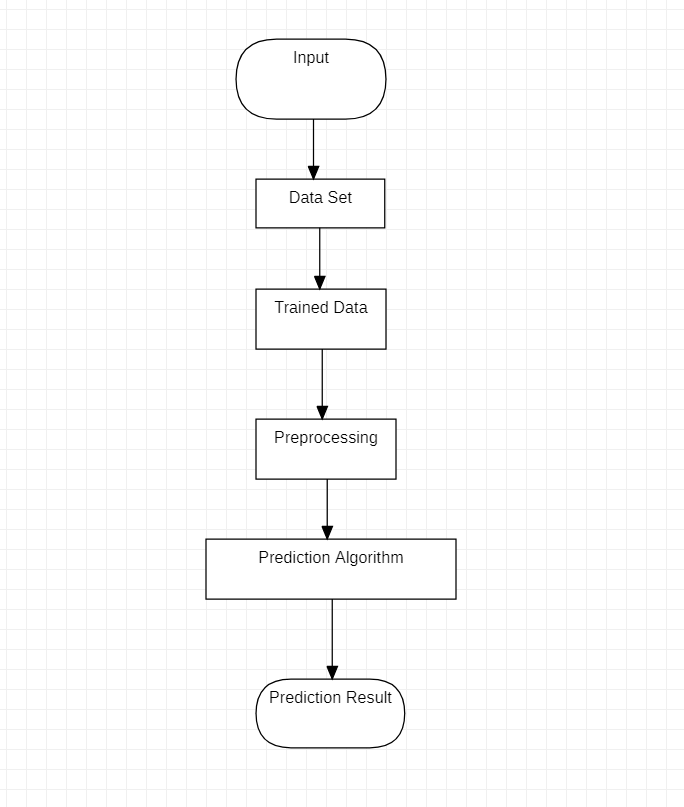 Input
Data Set
Trained Data
Preprocessing
Prediction Algorithm
Prediction Result